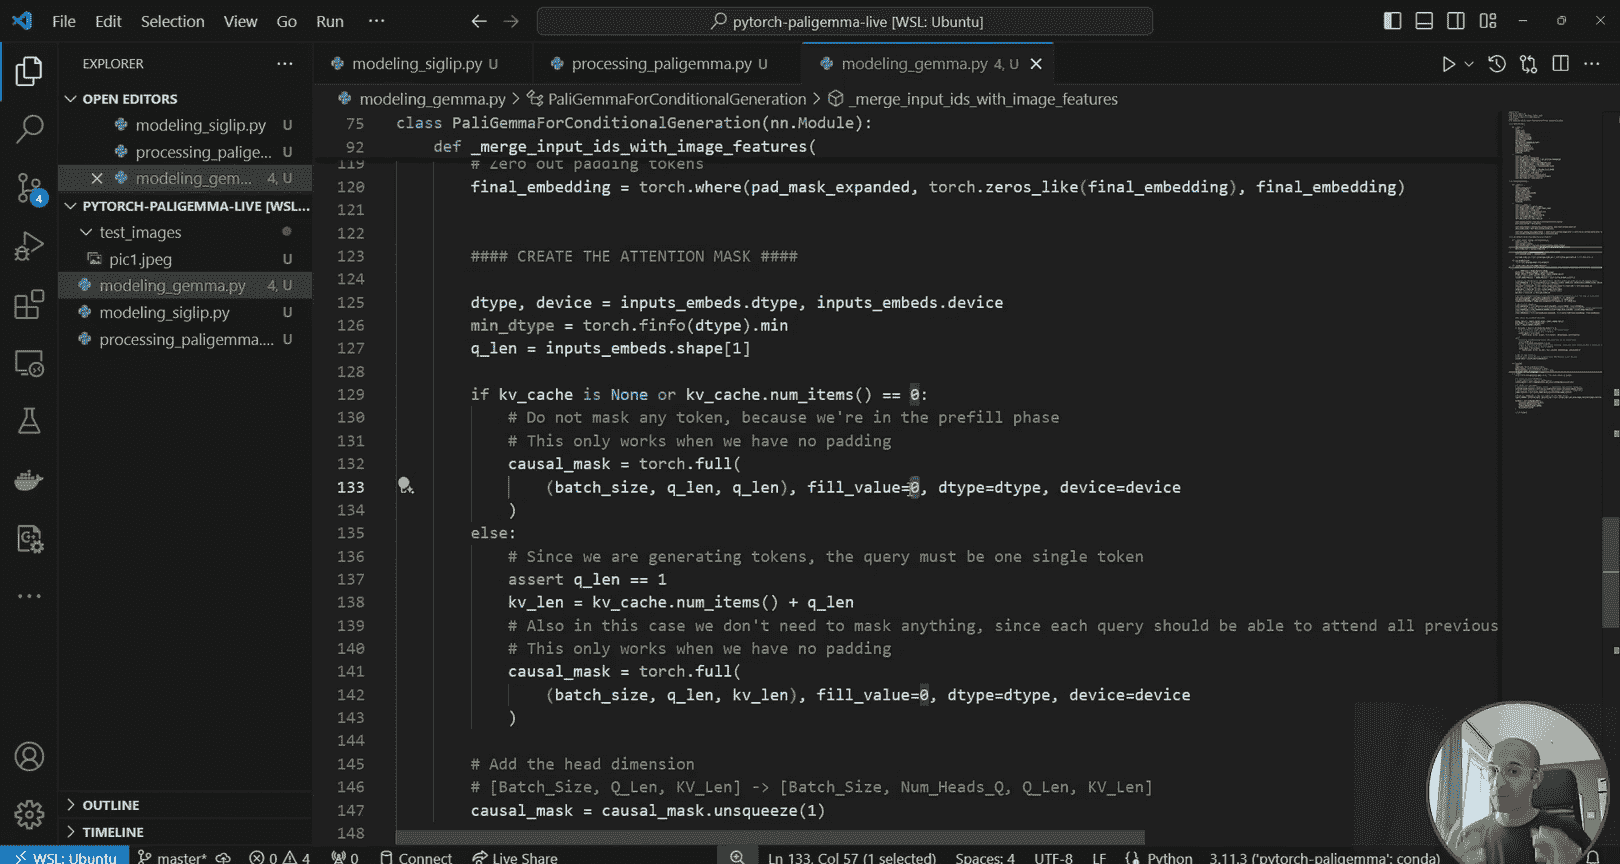 File Edit Selection View Go Run ···
pytorch-paligemma-live [WSL: Ubuntu]
EXPLORER
OPEN EDITORS
modeling_siglip.py U
processing_palige... U
modeling_gem... 4, U
PYTORCH-PALIGEMMA-LIVE [WSL...
test_images
pic1.jpeg U
modeling_gemma.py 4, U
modeling_siglip.py U
processing_paligemma.... U
OUTLINE
TIMELINE
4
modeling_siglip.py U processing_paligemma.py U modeling_gemma.py 4, U
modeling_gemma.py > PaliGemmaForConditionalGeneration > _merge_input_ids_with_image_features
75 class PaliGemmaForConditionalGeneration(nn.Module):
92 def _merge_input_ids_with_image_features(
119 # Zero out padding tokens
120 final_embedding = torch.where(pad_mask_expanded, torch.zeros_like(final_embedding), final_embedding)
121
122
123 #### CREATE THE ATTENTION MASK ####
124
125 dtype, device = inputs_embeds.dtype, inputs_embeds.device
126 min_dtype = torch.finfo(dtype).min
127 q_len = inputs_embeds.shape[1]
128
129 if kv_cache is None or kv_cache.num_items() == 0:
130 # Do not mask any token, because we're in the prefill phase
131 # This only works when we have no padding
132 causal_mask = torch.full(
133 (batch_size, q_len, q_len), fill_value=0, dtype=dtype, device=device
134 )
135 else:
136 # Since we are generating tokens, the query must be one single token
137 assert q_len == 1
138 kv_len = kv_cache.num_items() + q_len
139 # Also in this case we don't need to mask anything, since each query should be able to attend all previous
140 # This only works when we have no padding
141 causal_mask = torch.full(
142 (batch_size, q_len, kv_len), fill_value=0, dtype=dtype, device=device
143 )
144
145 # Add the head dimension
146 # [Batch_Size, Q_Len, KV_Len] -> [Batch_Size, Num_Heads_Q, Q_Len, KV_Len]
147 causal_mask = causal_mask.unsqueeze(1)
148
WSL: Ubuntu master* 0 4 0 Connect Live Share Ln 133, Col 57 (1 selected) Spaces: 4 UTF-8 LF Python 3.11.3 ('pytorch-paligemma': conda)